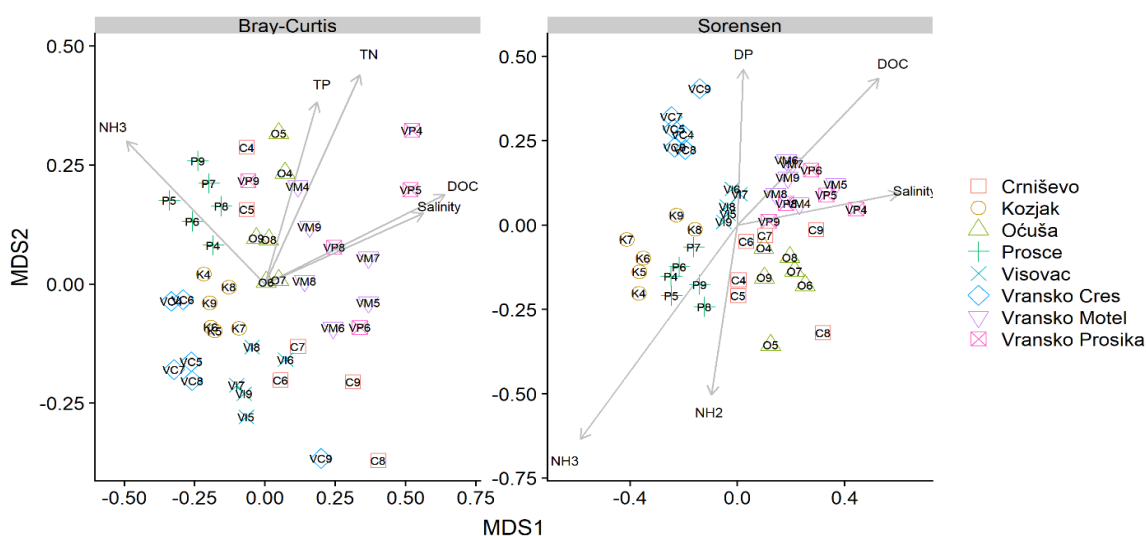 Bray-Curtis
Sorensen
MDS2
0.50
0.25
0.00
-0.25
-0.50
0.00
0.25
0.50
0.75
TN
TP
NH3
DOC
Salinity
O5
VP4
C4
P9
O4
VP9
P7
VM4
VP5
P5
P8
C5
P6
VM9
O9
O8
P4
VP8
VM7
K4
O6
O7
VM8
K8
VC4
VC6
K9
VM5
K6
K5
K7
VM6
VP6
VI8
C7
VC5
VI6
VC7
VC8
C6
C9
VI7
VI9
VI5
VC9
C8
0.50
0.25
0.00
-0.25
-0.50
-0.75
-0.4
0.0
0.4
DP
DOC
Salinity
NH2
NH3
VC9
VC7
VC5
VC4
VC8
VM6
VM7
VP6
VM9
VM5
VI6
VI7
VM8
VP5
VP8
VM4
VP4
VI8
VI5
VI9
VP9
K9
K8
C9
K7
C7
C6
P7
O4
K6
O8
P6
K5
P4
O9
O7
C4
P9
O6
K4
P5
C5
P8
C8
O5
MDS1
Crniševo
Kozjak
Oćuša
Prosce
Visovac
Vransko Cres
Vransko Motel
Vransko Prosika